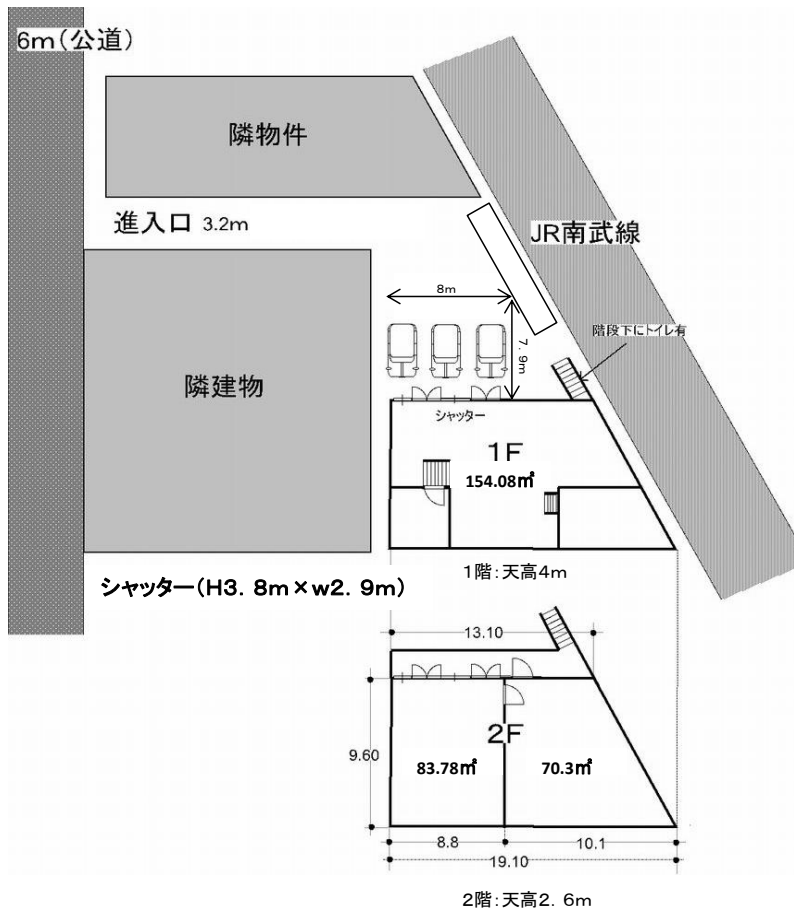 6m(公道)
隣物件
進入口 3.2m
JR南武線
8m
7.9m
階段下にトイレ有
隣建物
シャッター
1F
154.08㎡
1階:天高4m
シャッター(H3.8m×w2.9m)
13.10
2F
9.60
83.78㎡
70.3㎡
8.8
10.1
19.10
2階:天高2.6m